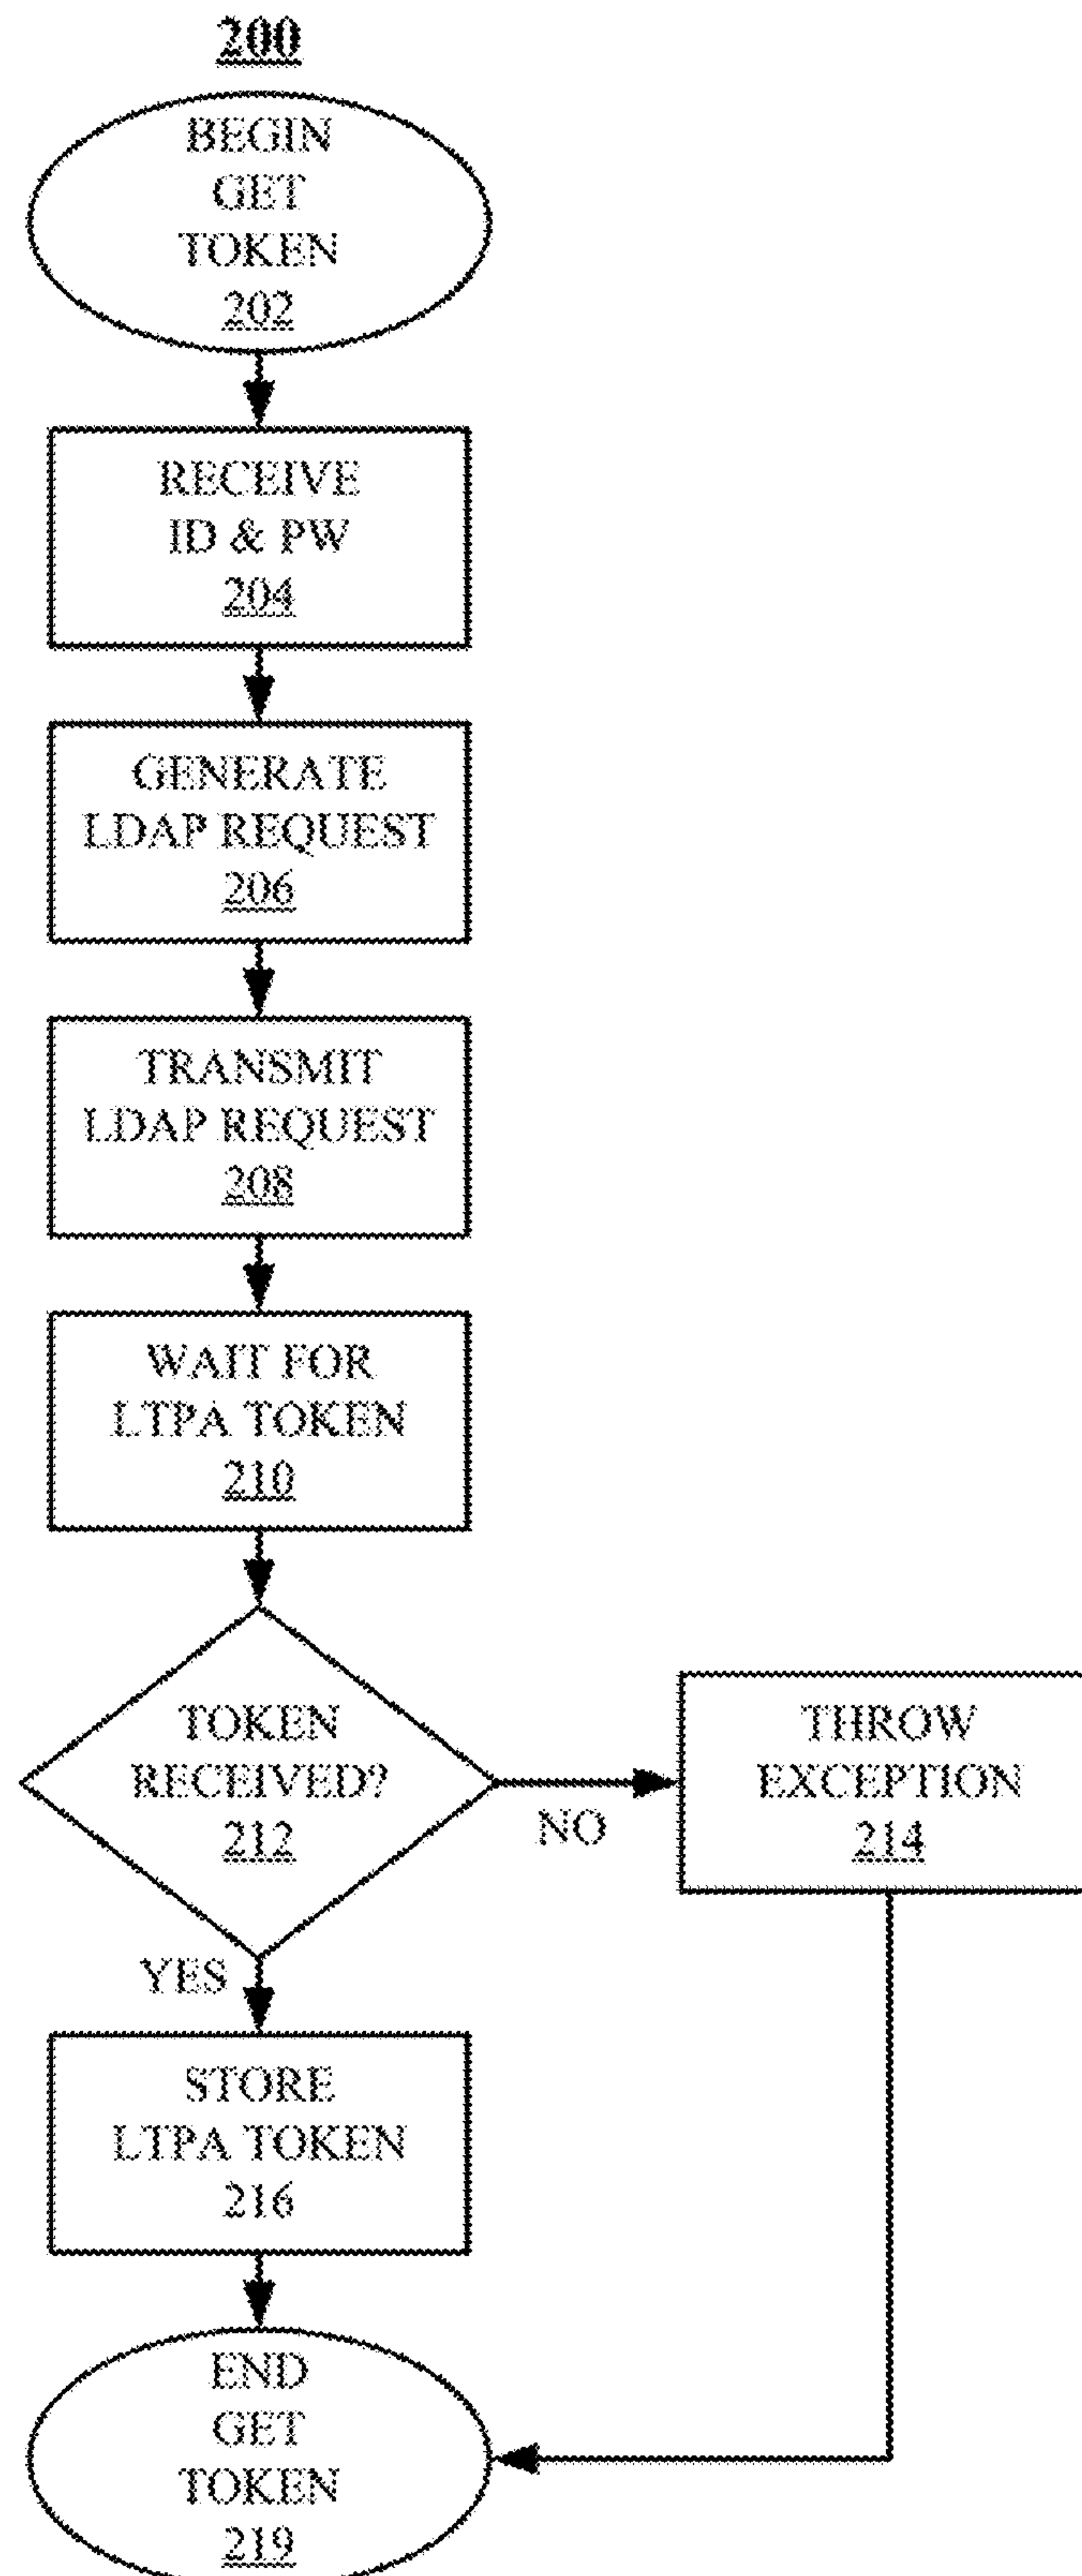 200
BEGIN
GET
TOKEN
202
RECEIVE
ID & PW
204
GENERATE
LDAP REQUEST
206
TRANSMIT
LDAP REQUEST
208
WAIT FOR
LTPA TOKEN
210
TOKEN
RECEIVED?
212
NO
THROW
EXCEPTION
214
YES
STORE
LTPA TOKEN
216
END
GET
TOKEN
219